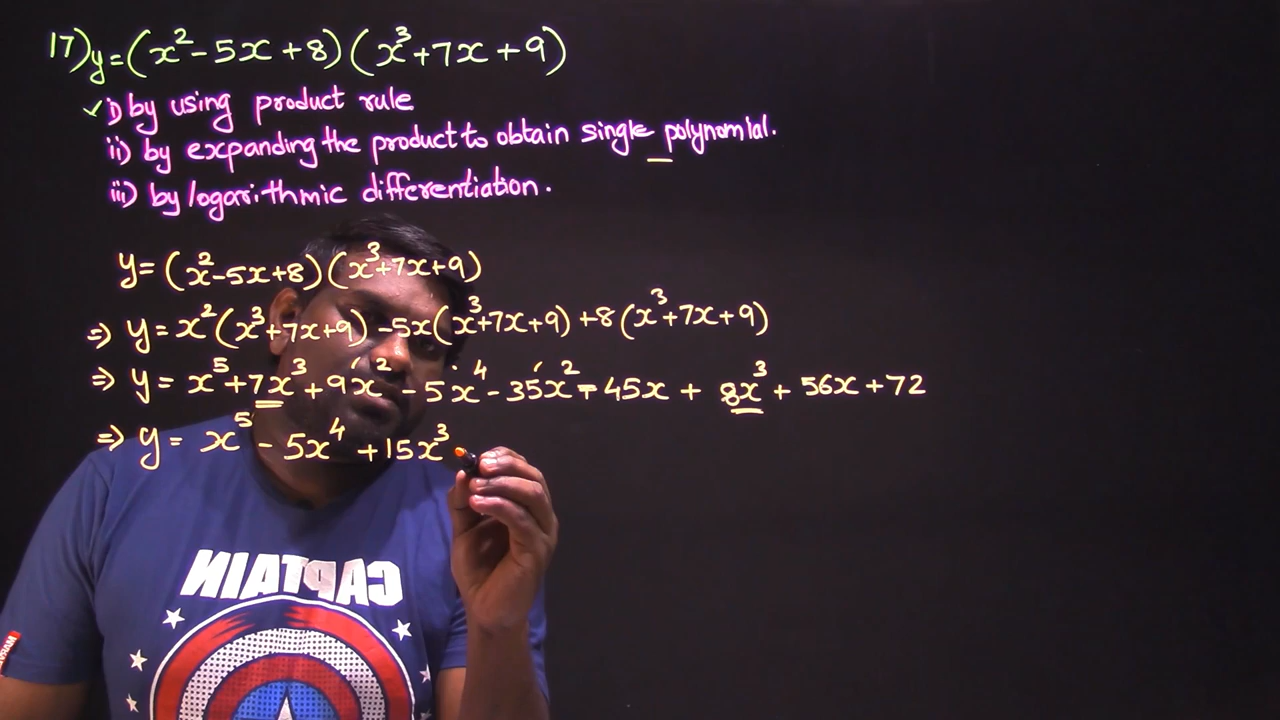 17) y = (x² - 5x + 8) (x³ + 7x + 9)
i) by using product rule
ii) by expanding the product to obtain single polynomial.
iii) by logarithmic differentiation.
y = (x² - 5x + 8) (x³ + 7x + 9)
⇒ y = x² (x³ + 7x + 9) - 5x (x³ + 7x + 9) + 8 (x³ + 7x + 9)
⇒ y = x⁵ + 7x³ + 9x² - 5x⁴ - 35x² - 45x + 8x³ + 56x + 72
⇒ y = x⁵ - 5x⁴ + 15x³
CAPTAIN